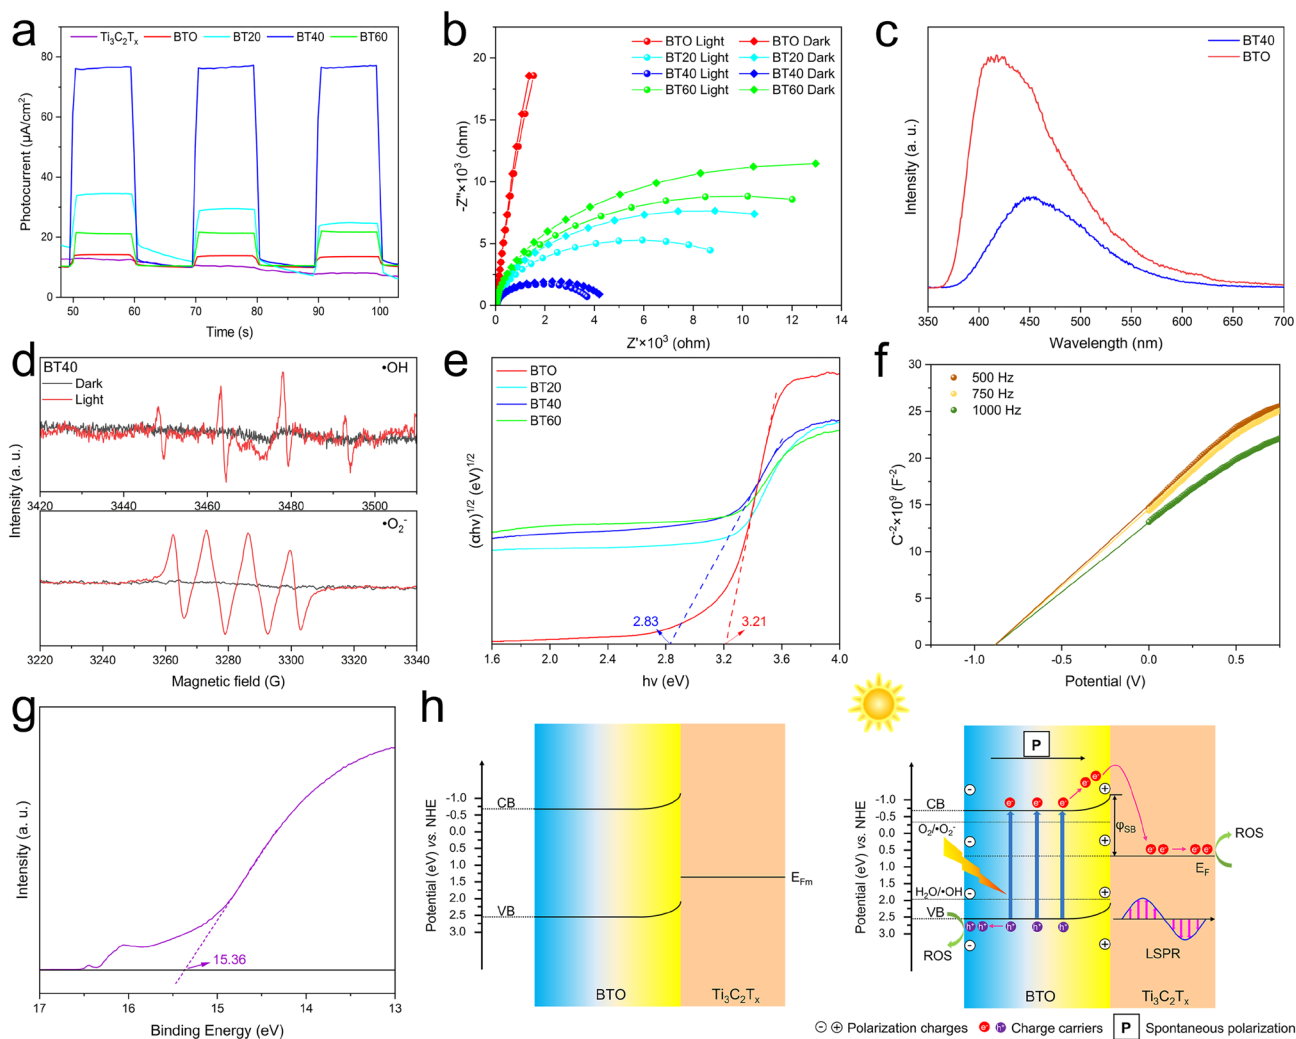 a
Ti₃C₂Tₓ BTO BT20 BT40 BT60
Photocurrent (μA/cm²)
80
60
40
20
0
50 60 70 80 90 100
Time (s)
b
BTO Light BTO Dark
BT20 Light BT20 Dark
BT40 Light BT40 Dark
BT60 Light BT60 Dark
-Z''×10³ (ohm)
25
20
15
10
5
0
0 2 4 6 8 10 12 14
Z'×10³ (ohm)
c
BT40
BTO
Intensity (a. u.)
350 400 450 500 550 600 650 700
Wavelength (nm)
d
BT40
Dark
Light
•OH
3420 3440 3460 3480 3500
•O₂⁻
Intensity (a. u.)
3220 3240 3260 3280 3300 3320 3340
Magnetic field (G)
e
BTO
BT20
BT40
BT60
(αhv)¹ᐟ² (eV)¹ᐟ²
2.83
3.21
1.6 2.0 2.4 2.8 3.2 3.6 4.0
hv (eV)
f
500 Hz
750 Hz
1000 Hz
C⁻²×10⁹ (F⁻²)
30
25
20
15
10
5
0
-1.0 -0.5 0.0 0.5
Potential (V)
g
Intensity (a. u.)
15.36
17 16 15 14 13
Binding Energy (eV)
h
Potential (eV) vs. NHE
-1.0
-0.5
0.0
0.5
1.0
1.5
2.0
2.5
3.0
CB
VB
E_Fm
BTO
Ti₃C₂Tₓ
P
Potential (eV) vs. NHE
-1.0
-0.5
0.0
0.5
1.0
1.5
2.0
2.5
3.0
CB
O₂/•O₂⁻
H₂O/•OH
VB
e⁻ e⁻ e⁻ e⁻ e⁻
φ_SB
e⁻ e⁻ e⁻ e⁻
ROS
E_F
h⁺ h⁺ h⁺ h⁺ h⁺
ROS
LSPR
BTO
Ti₃C₂Tₓ
⊖ ⊕ Polarization charges e⁻ h⁺ Charge carriers P Spontaneous polarization